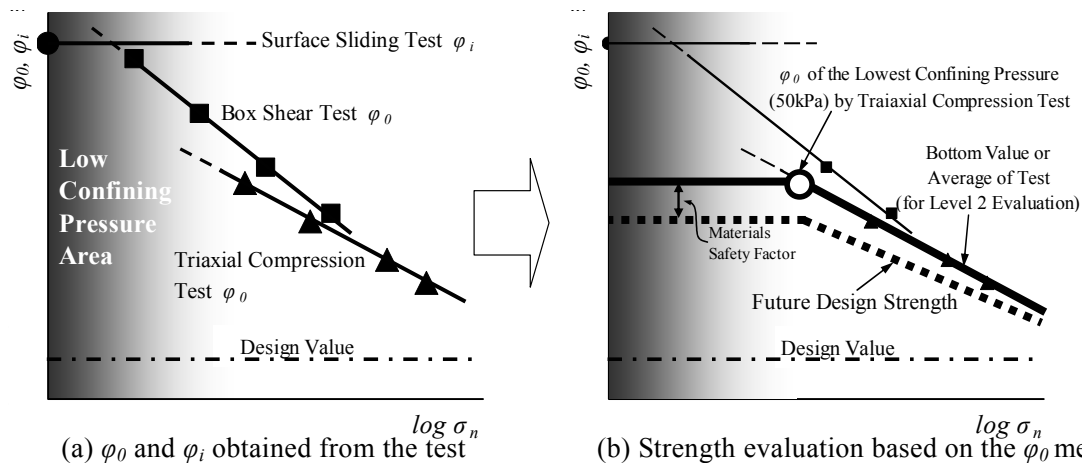 φ0, φi
Surface Sliding Test φi
Box Shear Test φ0
Low
Confining
Pressure
Area
Triaxial Compression
Test φ0
Design Value
log σn
(a) φ0 and φi obtained from the test
φ0, φi
φ0 of the Lowest Confining Pressure
(50kPa) by Traiaxial Compression Test
Bottom Value or
Average of Test
(for Level 2 Evaluation)
Materials
Safety Factor
Future Design Strength
Design Value
log σn
(b) Strength evaluation based on the φ0 me